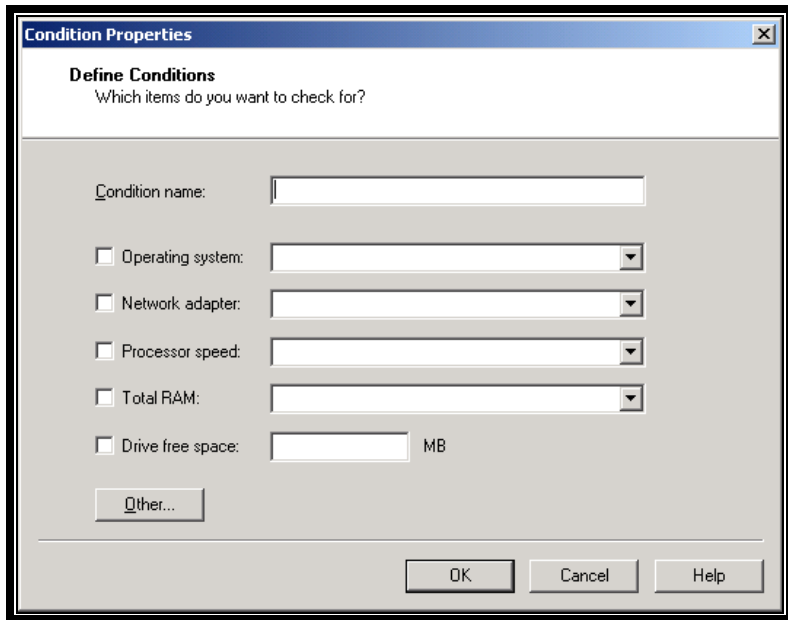 Condition Properties
Define Conditions
Which items do you want to check for?
Condition name:
Operating system:
Network adapter:
Processor speed:
Total RAM:
Drive free space: MB
Other...
OK Cancel Help